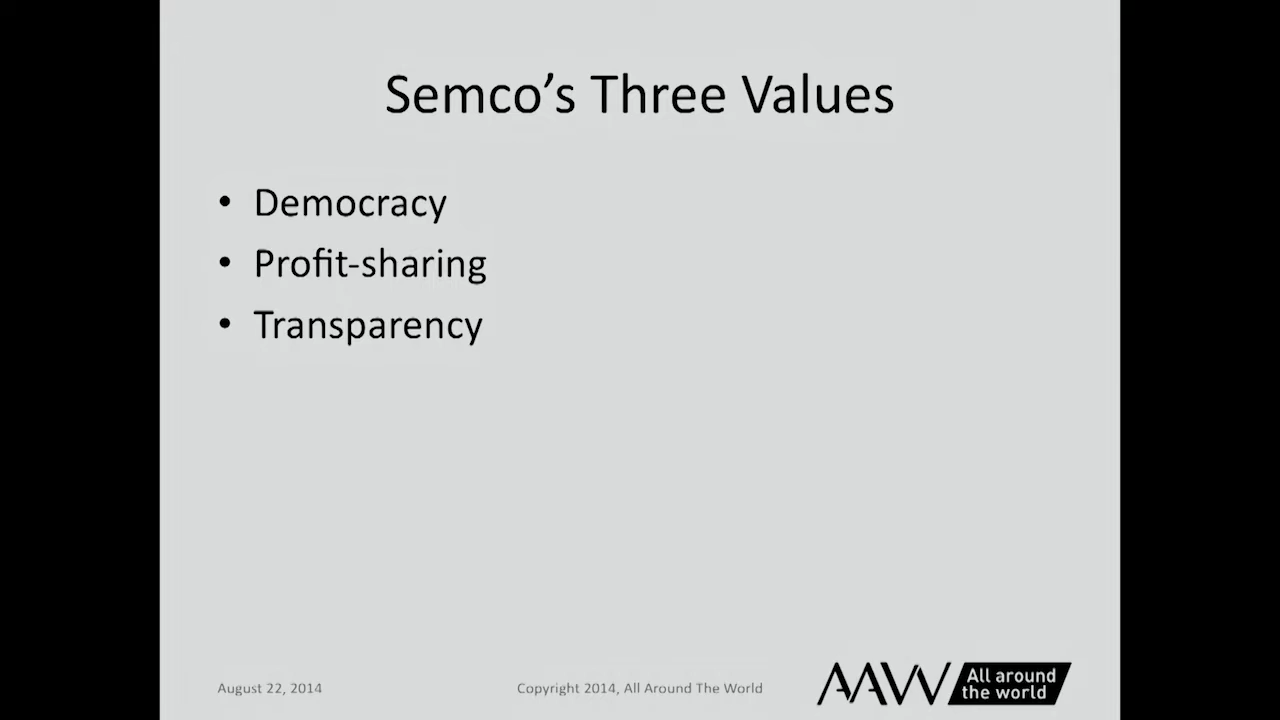 Semco’s Three Values
• Democracy
• Profit-sharing
• Transparency
August 22, 2014
Copyright 2014, All Around The World
AAW
All around
the world